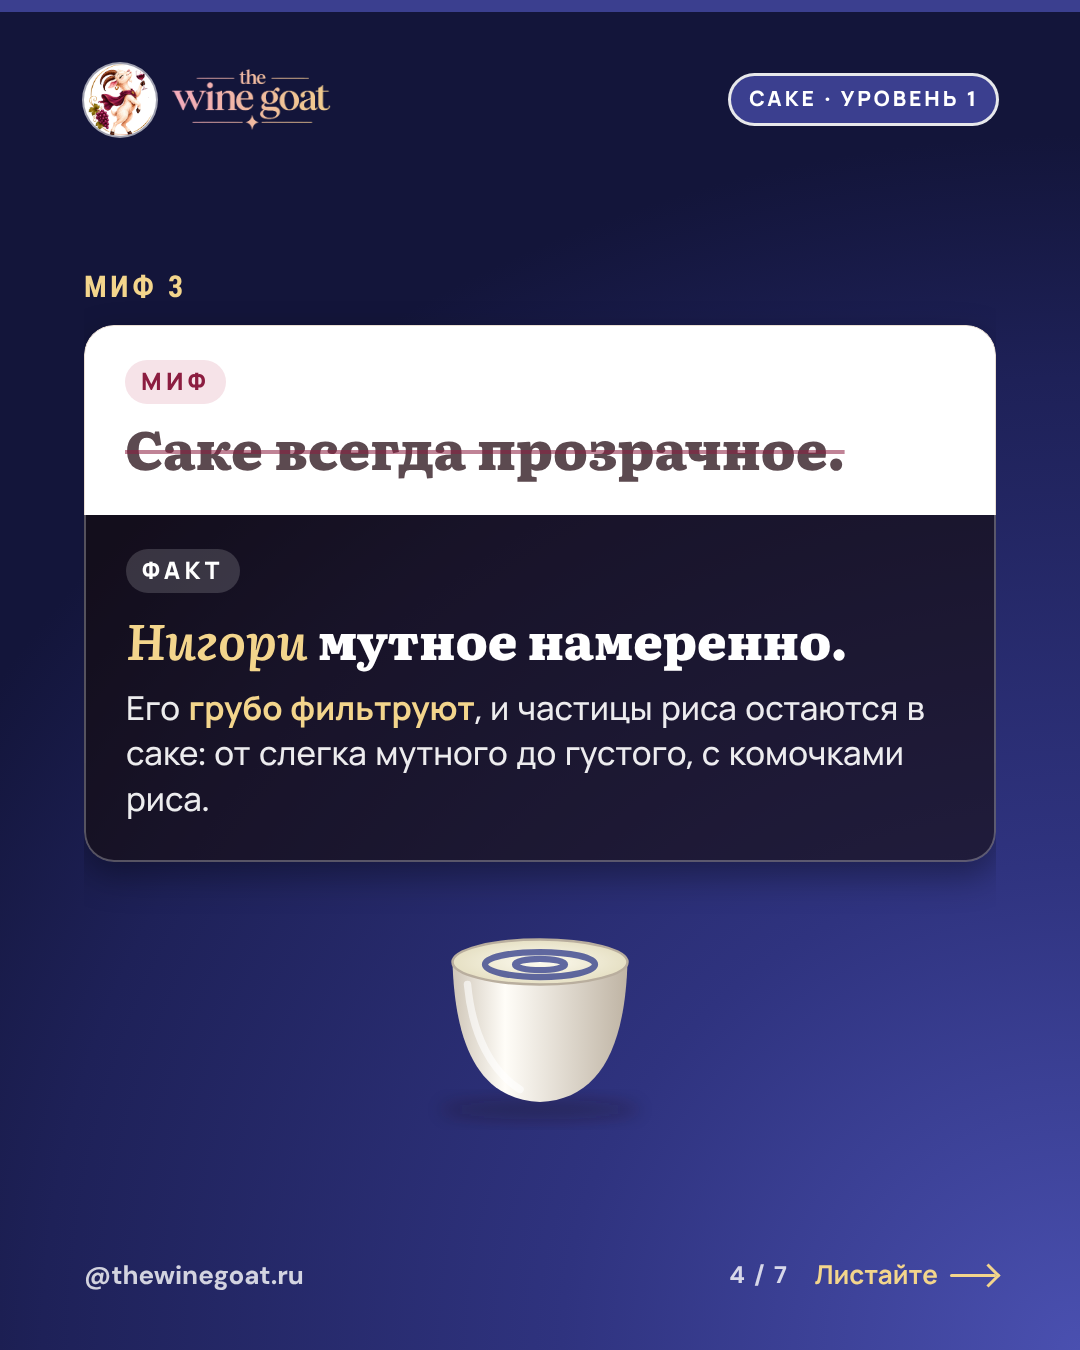 the
wine goat
САКЕ · УРОВЕНЬ 1
МИФ 3
МИФ
Саке всегда прозрачное.
ФАКТ
Нигори мутное намеренно.
Его грубо фильтруют, и частицы риса остаются в
саке: от слегка мутного до густого, с комочками
риса.
@thewinegoat.ru
4 / 7 Листайте